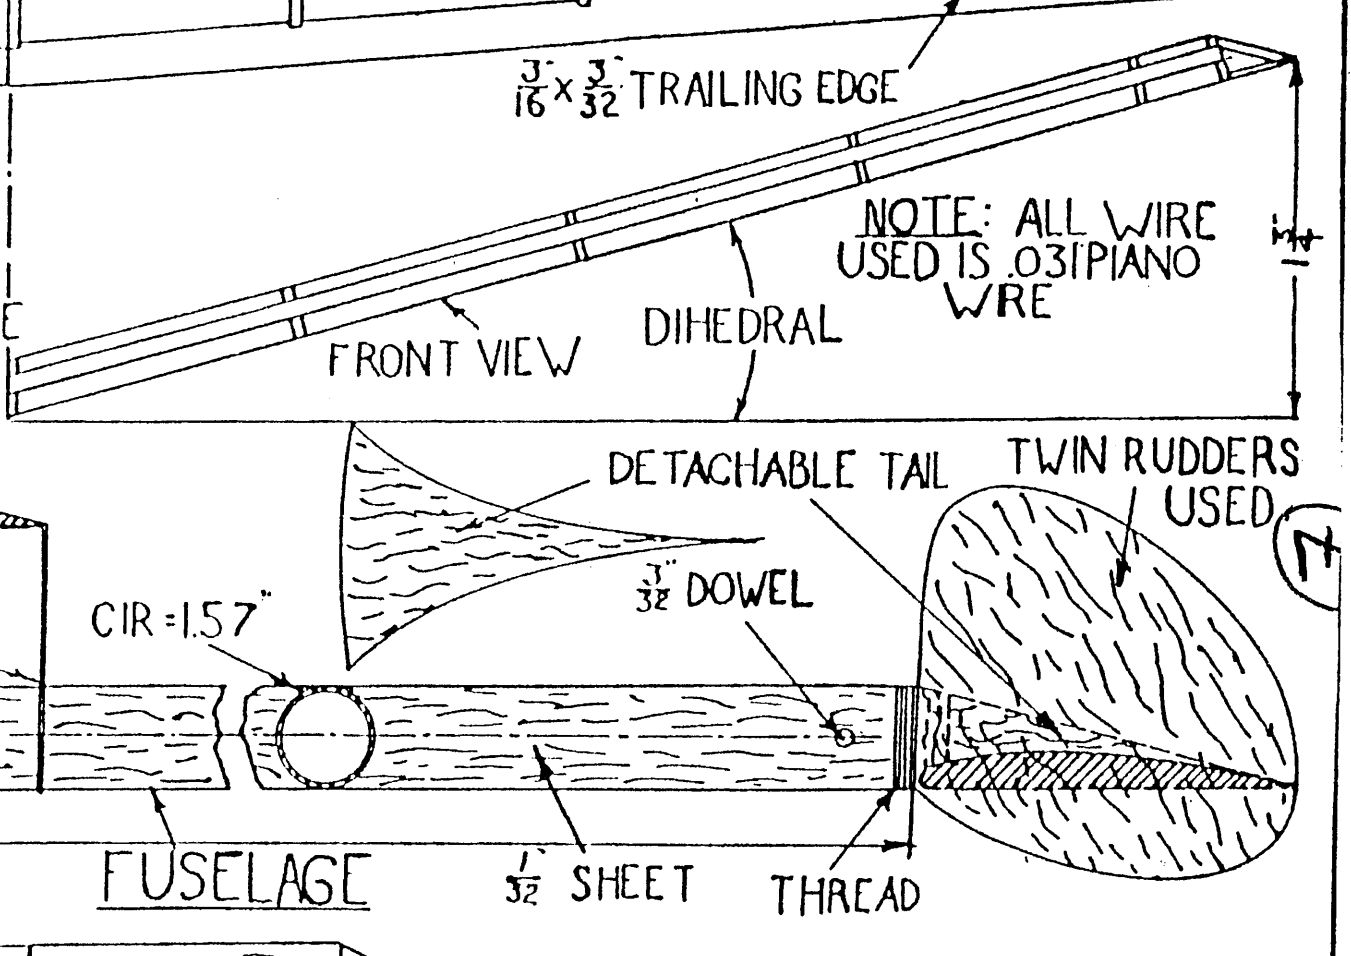 3/16" x 3/32" TRAILING EDGE
NOTE: ALL WIRE
USED IS .031" PIANO
WRE
E
DIHEDRAL
FRONT VIEW
DETACHABLE TAIL
TWIN RUDDERS
USED
7
3/32" DOWEL
CIR=1.57"
FUSELAGE
1/32" SHEET
THREAD